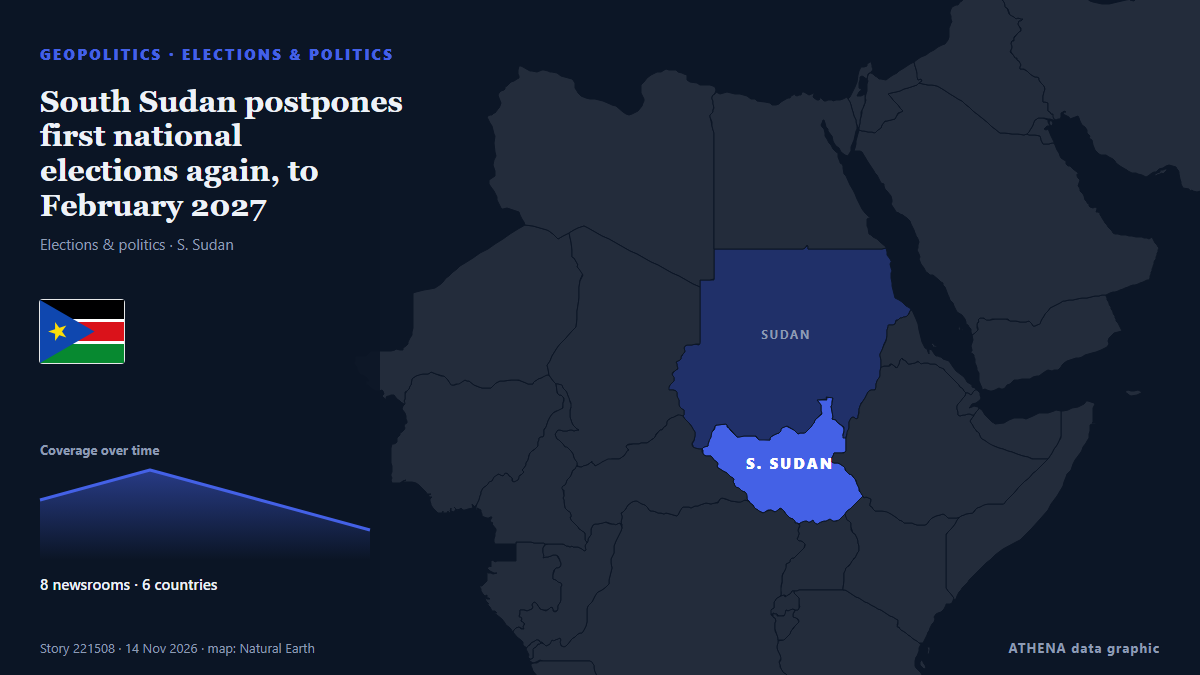 GEOPOLITICS · ELECTIONS & POLITICS
South Sudan postpones
first national
elections again, to
February 2027
Elections & politics · S. Sudan
SUDAN
S. SUDAN
Coverage over time
8 newsrooms · 6 countries
Story 221508 · 14 Nov 2026 · map: Natural Earth
ATHENA data graphic